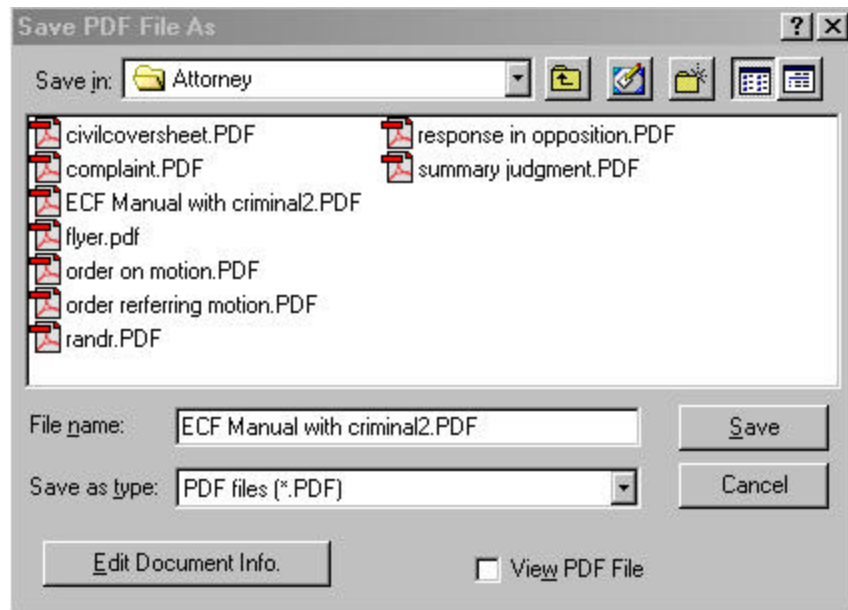 Save PDF File As
Save in: Attorney
civilcoversheet.PDF
complaint.PDF
ECF Manual with criminal2.PDF
flyer.pdf
order on motion.PDF
order rerferring motion.PDF
randr.PDF
response in opposition.PDF
summary judgment.PDF
File name: ECF Manual with criminal2.PDF Save
Save as type: PDF files (*.PDF) Cancel
Edit Document Info. View PDF File